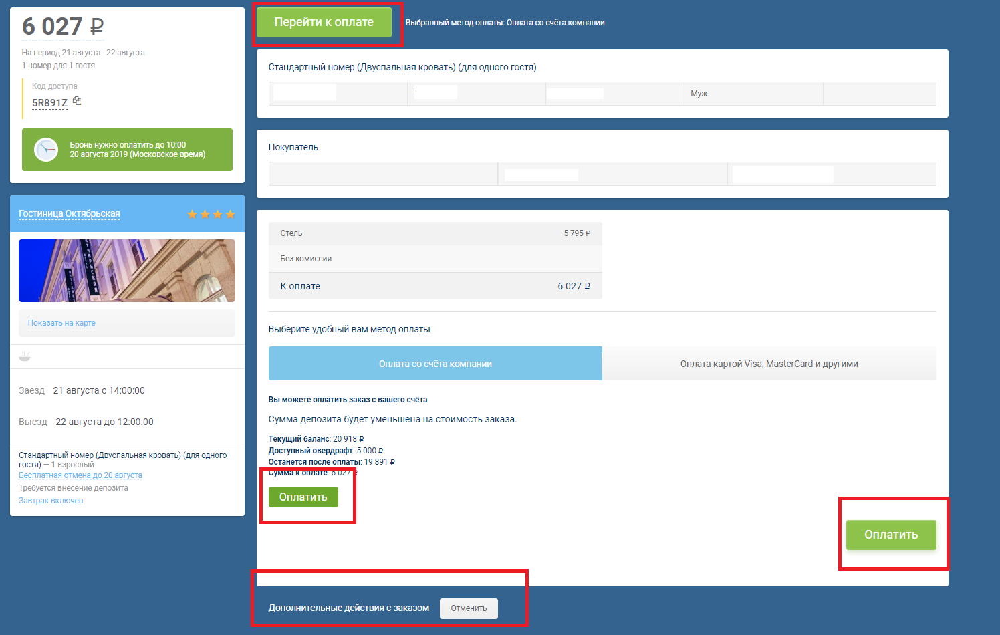 6 027 ₽
На период 21 августа - 22 августа
1 номер для 1 гостя
Код доступа
5R891Z
Бронь нужно оплатить до 10:00
20 августа 2019 (Московское время)
Гостиница Октябрьская
ОКТЯБРЬСКАЯ
Показать на карте
Заезд 21 августа с 14:00:00
Выезд 22 августа до 12:00:00
Стандартный номер (Двуспальная кровать) (для одного
гостя) — 1 взрослый
Бесплатная отмена до 20 августа
Требуется внесение депозита
Завтрак включен
Перейти к оплате
Выбранный метод оплаты: Оплата со счёта компании
Стандартный номер (Двуспальная кровать) (для одного гостя)
Муж
Покупатель
Отель 5 795 ₽
Без комиссии
К оплате 6 027 ₽
Выберите удобный вам метод оплаты
Оплата со счёта компании
Оплата картой Visa, MasterCard и другими
Вы можете оплатить заказ с вашего счёта
Сумма депозита будет уменьшена на стоимость заказа.
Текущий баланс: 20 918 ₽
Доступный овердрафт: 5 000 ₽
Останется после оплаты: 19 891 ₽
Сумма к оплате: 6 027 ₽
Оплатить
Оплатить
Дополнительные действия с заказом
Отменить